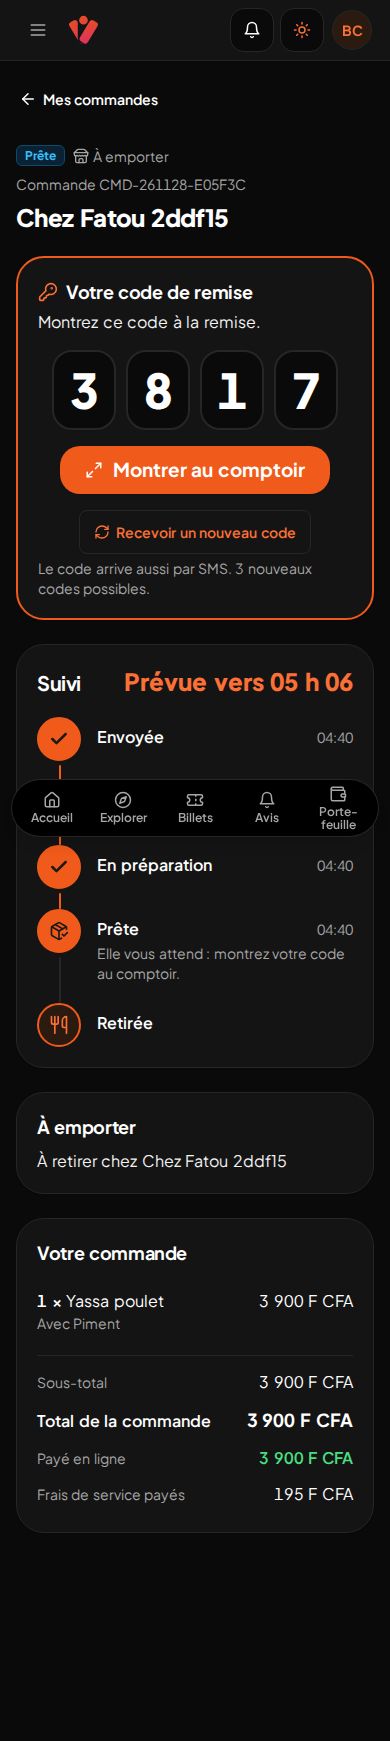 BC
Mes commandes
Prête À emporter
Commande CMD-261128-E05F3C
Chez Fatou 2ddf15
Votre code de remise
Montrez ce code à la remise.
3 8 1 7
Montrer au comptoir
Recevoir un nouveau code
Le code arrive aussi par SMS. 3 nouveaux
codes possibles.
Suivi Prévue vers 05 h 06
Envoyée 04:40
Accueil Explorer Billets Avis Porte-
feuille
En préparation 04:40
Prête 04:40
Elle vous attend : montrez votre code
au comptoir.
Retirée
À emporter
À retirer chez Chez Fatou 2ddf15
Votre commande
1 × Yassa poulet 3 900 F CFA
Avec Piment
Sous-total 3 900 F CFA
Total de la commande 3 900 F CFA
Payé en ligne 3 900 F CFA
Frais de service payés 195 F CFA